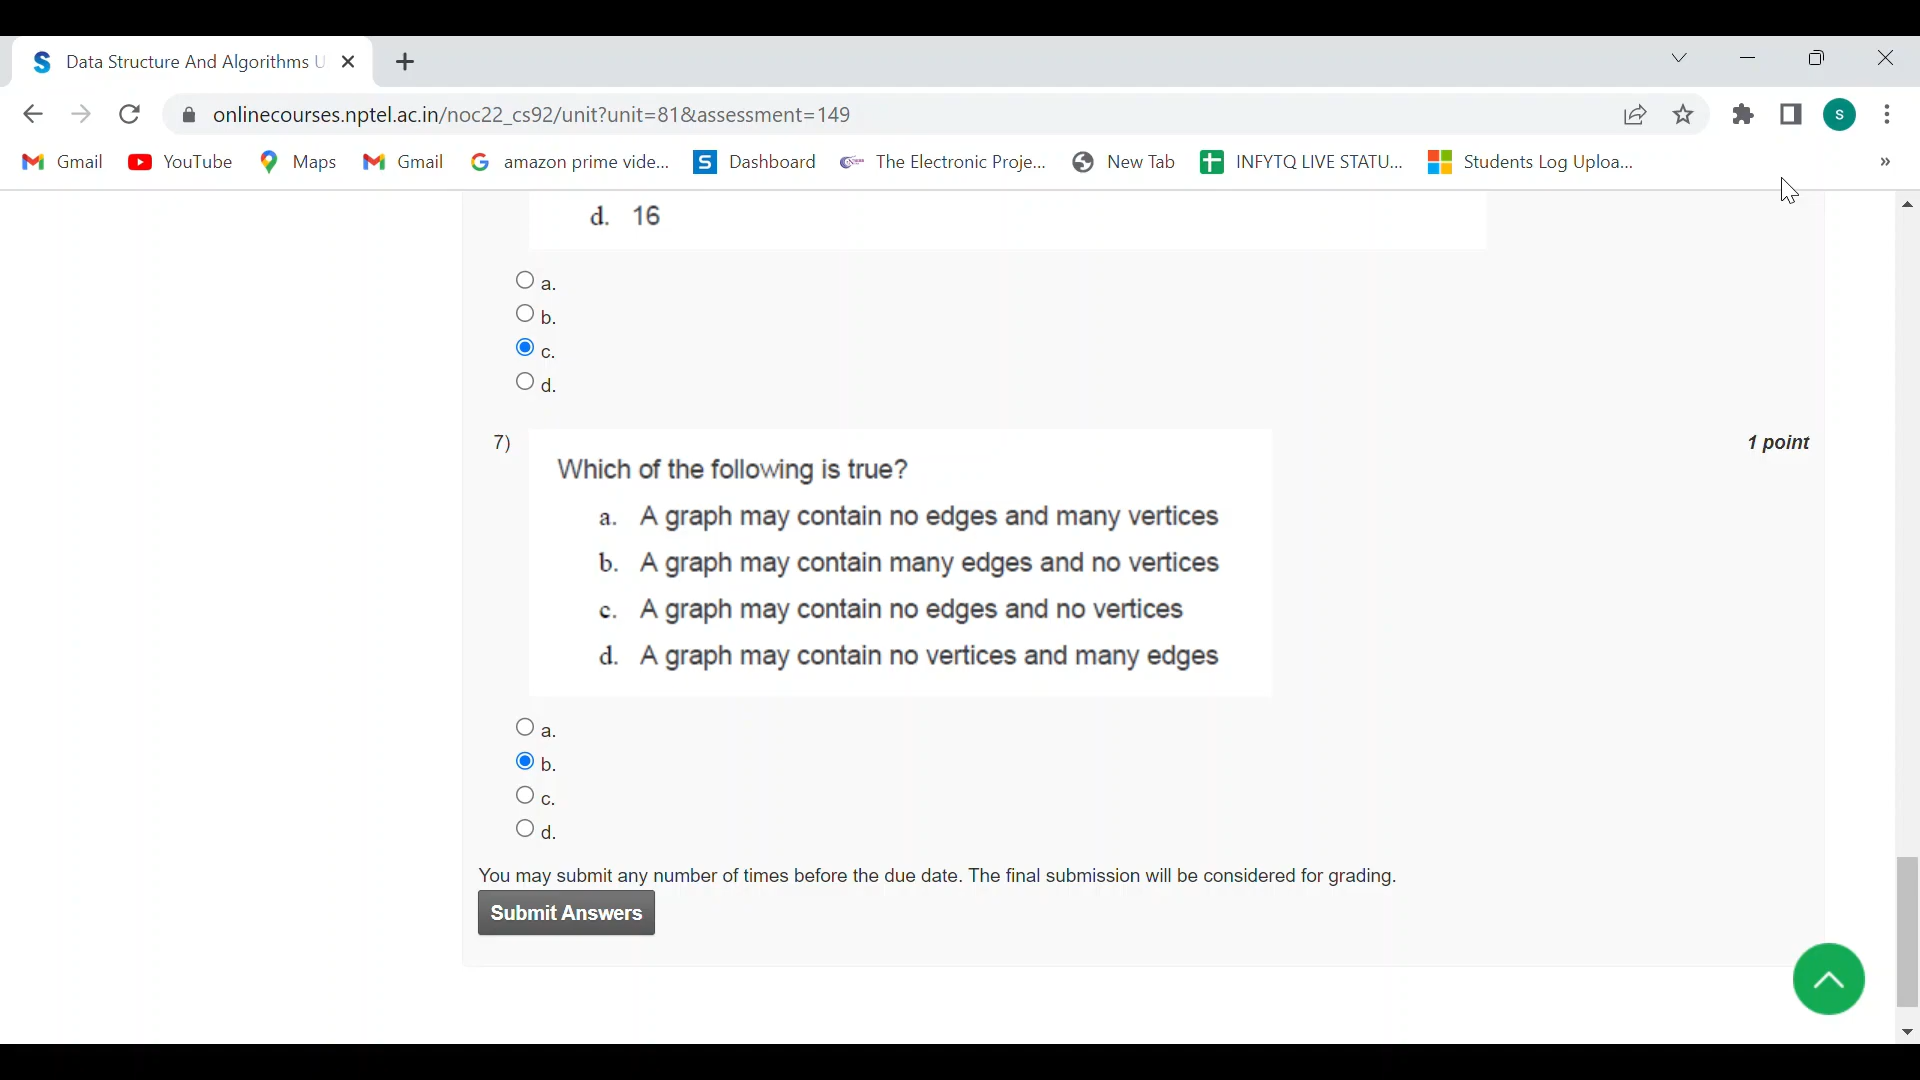 Data Structure And Algorithms U
onlinecourses.nptel.ac.in/noc22_cs92/unit?unit=81&assessment=149
S
Gmail YouTube Maps Gmail amazon prime vide... Dashboard The Electronic Proje... New Tab INFYTQ LIVE STATU... Students Log Uploa... »
d. 16
a.
b.
c.
d.
7) 1 point
Which of the following is true?
a. A graph may contain no edges and many vertices
b. A graph may contain many edges and no vertices
c. A graph may contain no edges and no vertices
d. A graph may contain no vertices and many edges
a.
b.
c.
d.
You may submit any number of times before the due date. The final submission will be considered for grading.
Submit Answers